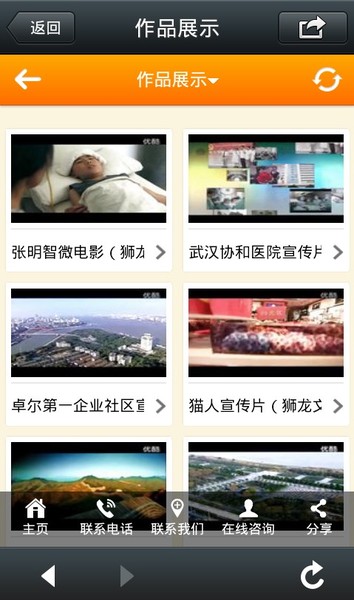 返回
作品展示
作品展示
优酷
优酷
张明智微电影（狮龙
武汉协和医院宣传片
优酷
优酷
卓尔第一企业社区宣
猫人宣传片（狮龙文
优酷
优酷
主页
联系电话
联系我们
在线咨询
分享